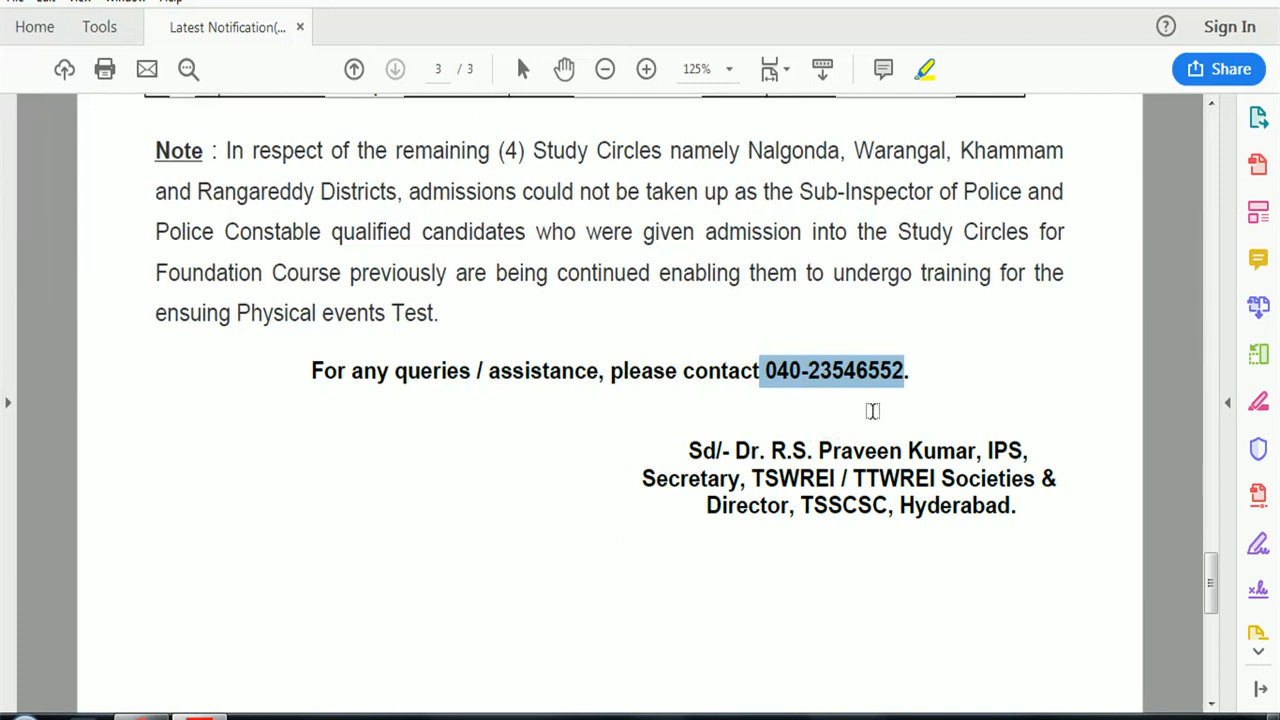 Home Tools Latest Notification(... × Sign In
3 / 3 125% Share
Note : In respect of the remaining (4) Study Circles namely Nalgonda, Warangal, Khammam
and Rangareddy Districts, admissions could not be taken up as the Sub-Inspector of Police and
Police Constable qualified candidates who were given admission into the Study Circles for
Foundation Course previously are being continued enabling them to undergo training for the
ensuing Physical events Test.
For any queries / assistance, please contact 040-23546552.
Sd/- Dr. R.S. Praveen Kumar, IPS,
Secretary, TSWREI / TTWREI Societies &
Director, TSSCSC, Hyderabad.